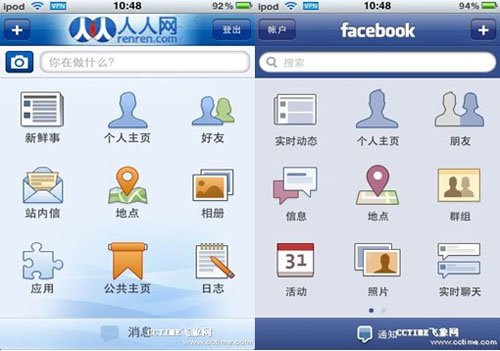 ipod VPN 10:48 92%
人人网
renren.com
登出
你在做什么?
新鲜事 个人主页 好友
站内信 地点 相册
应用 公共主页 日志
消息
CCTIME飞象网
www.cctime.com
ipod VPN 10:48 94%
帐户 facebook
搜索
实时动态 个人主页 朋友
信息 地点 群组
31
活动 照片 实时聊天
通知
CCTIME飞象网
www.cctime.com